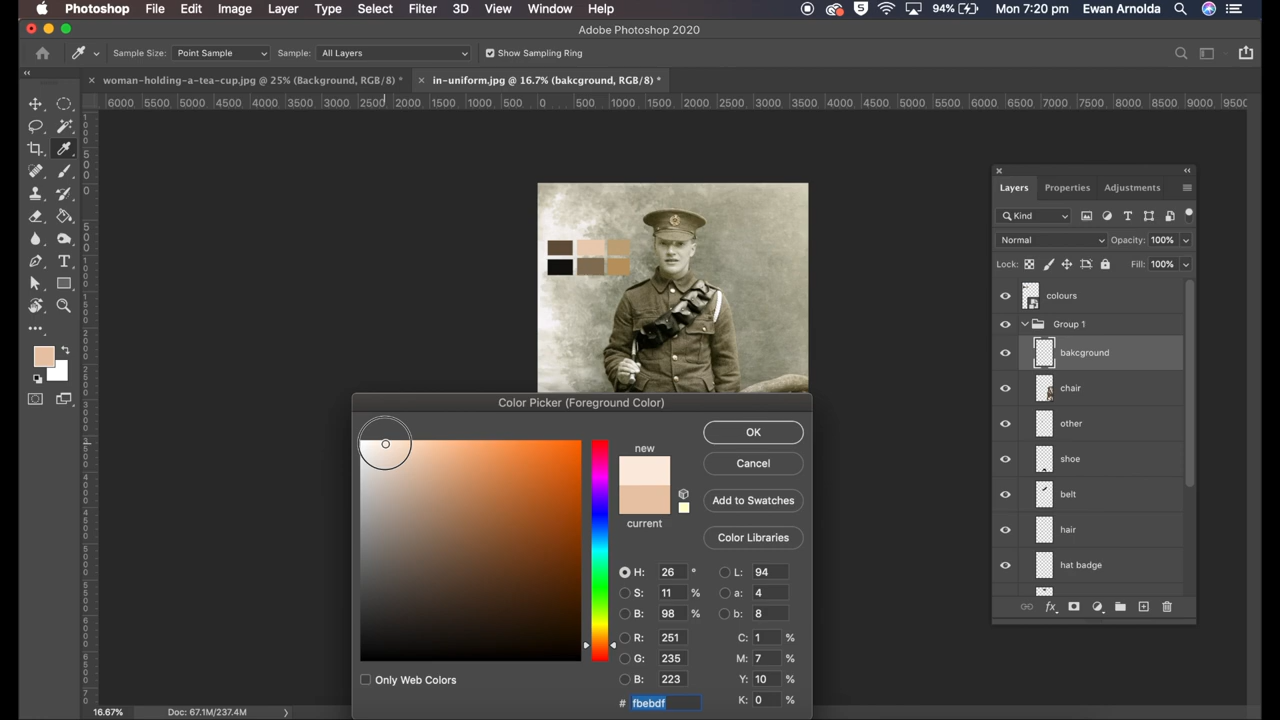 Photoshop File Edit Image Layer Type Select Filter 3D View Window Help 94% Mon 7:20 pm Ewan Arnolda
Adobe Photoshop 2020
Sample Size: Point Sample Sample: All Layers Show Sampling Ring
woman-holding-a-tea-cup.jpg @ 25% (Background, RGB/8) * in-uniform.jpg @ 16.7% (bakcground, RGB/8) *
6000 5500 5000 4500 4000 3500 3000 2500 2000 1500 1000 500 0 500 1000 1500 2000 2500 3000 3500 4000 4500 5000 5500 6000 6500 7000 7500 8000 8500 9000 9500
Layers Properties Adjustments
Kind
Normal Opacity: 100%
Lock: Fill: 100%
colours
Group 1
bakcground
chair
other
shoe
belt
hair
hat badge
Color Picker (Foreground Color)
new
current
OK
Cancel
Add to Swatches
Color Libraries
H: 26 ° L: 94
S: 11 % a: 4
B: 98 % b: 8
R: 251 C: 1 %
G: 235 M: 7 %
B: 223 Y: 10 %
# fbebdf K: 0 %
Only Web Colors
16.67% Doc: 67.1M/237.4M